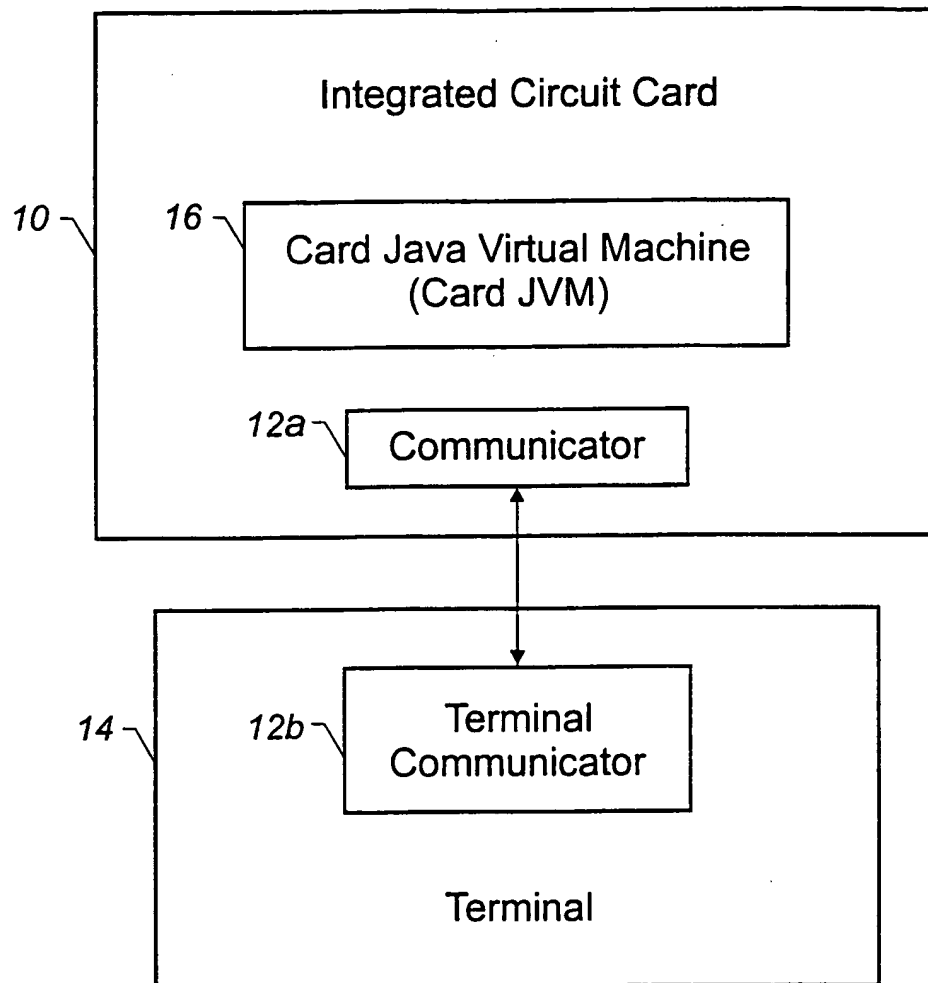 Integrated Circuit Card
10
16
Card Java Virtual Machine
(Card JVM)
12a
Communicator
14
12b
Terminal
Communicator
Terminal